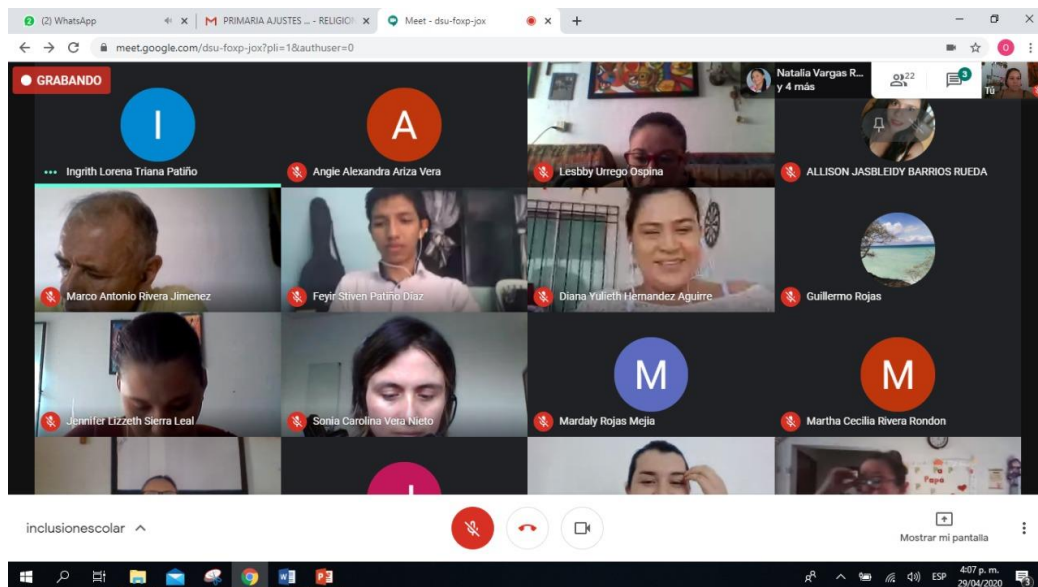 (2) WhatsApp
PRIMARIA AJUSTES ... - RELIGION
Meet - dsu-foxp-jox
meet.google.com/dsu-foxp-jox?pli=1&authuser=0
O
GRABANDO
Natalia Vargas R...
y 4 más
22
3
Tú
I
Ingrith Lorena Triana Patiño
A
Angie Alexandra Ariza Vera
Lesbby Urrego Ospina
ALLISON JASBLEIDY BARRIOS RUEDA
Marco Antonio Rivera Jimenez
Feyir Stiven Patiño Diaz
Diana Yulieth Hernandez Aguirre
Guillermo Rojas
Jennifer Lizzeth Sierra Leal
Sonia Carolina Vera Nieto
M
Mardaly Rojas Mejia
M
Martha Cecilia Rivera Rondon
Papa
inclusionescolar
Mostrar mi pantalla
ESP
4:07 p. m.
29/04/2020
3